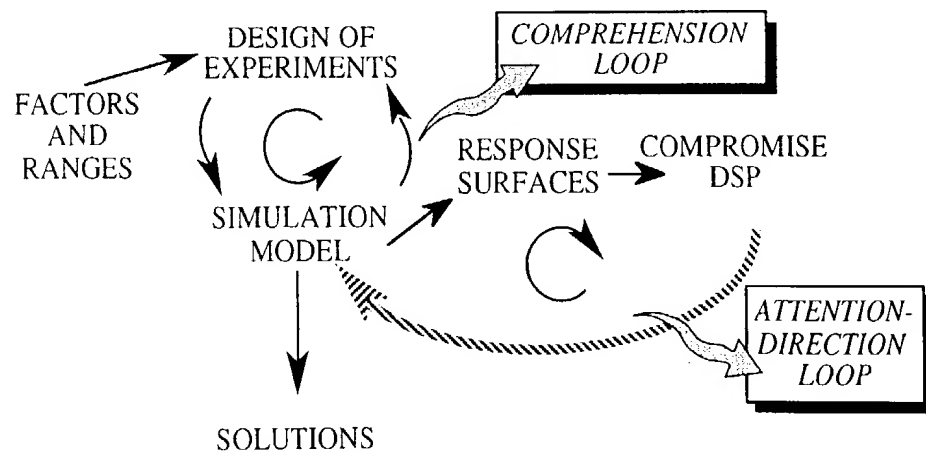 DESIGN OF
EXPERIMENTS
COMPREHENSION
LOOP
FACTORS
AND
RANGES
RESPONSE
SURFACES
COMPROMISE
DSP
SIMULATION
MODEL
ATTENTION-
DIRECTION
LOOP
SOLUTIONS